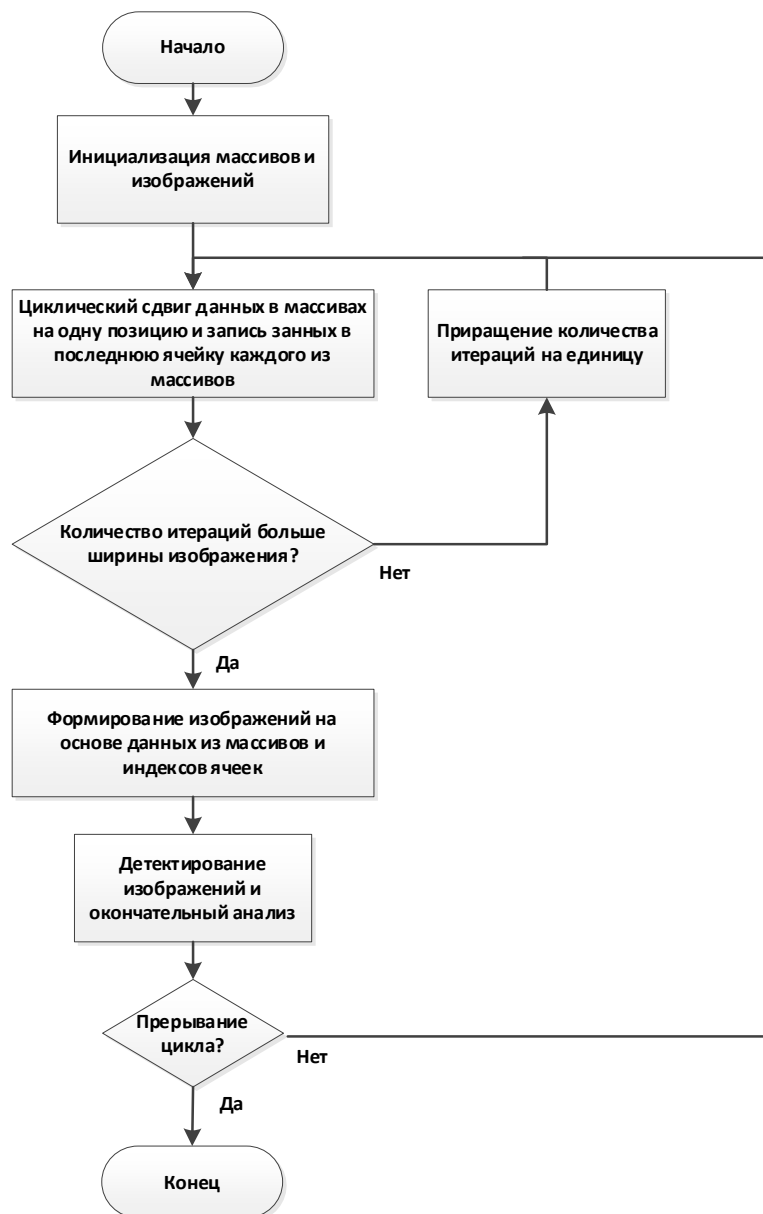 Начало
Инициализация массивов и
изображений
Циклический сдвиг данных в массивах
на одну позицию и запись занных в
последнюю ячейку каждого из
массивов
Приращение количества
итераций на единицу
Количество итераций больше
ширины изображения?
Нет
Да
Формирование изображений на
основе данных из массивов и
индексов ячеек
Детектирование
изображений и
окончательный анализ
Прерывание
цикла?
Нет
Да
Конец